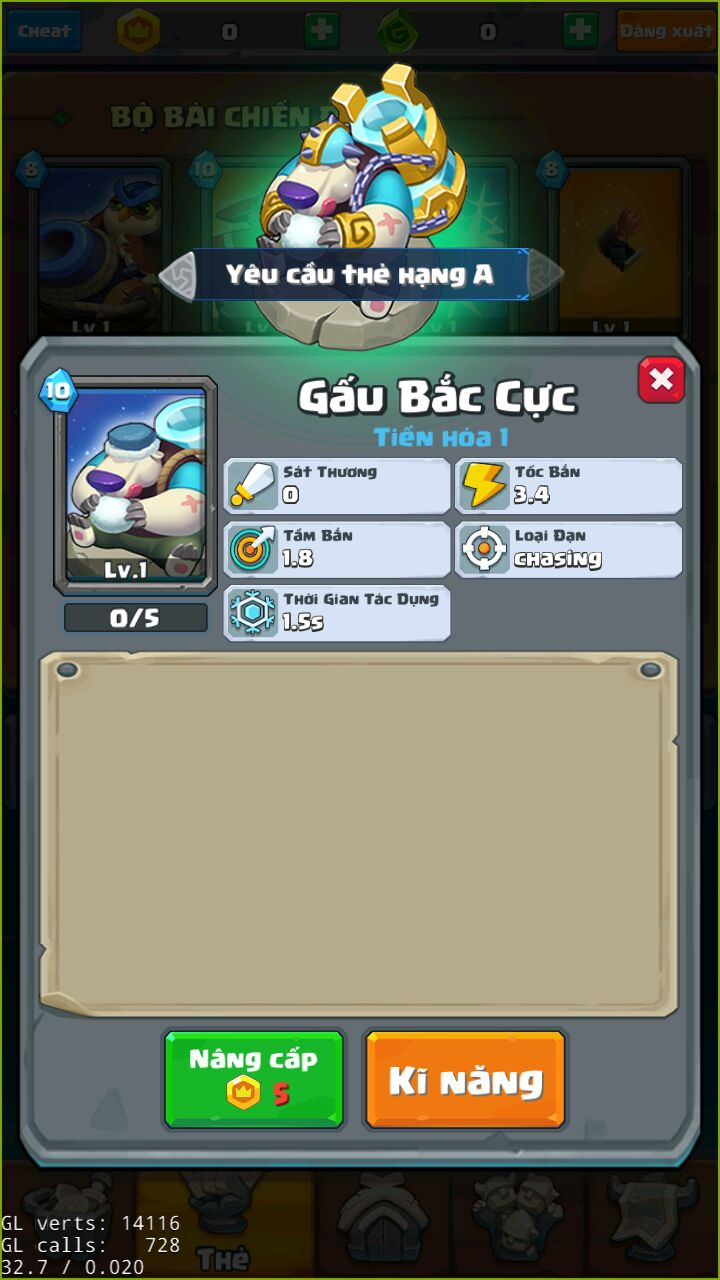 Cheat
0
0
Đăng xuất
BỘ BÀI CHIẾN
8
10
8
Yêu cầu thẻ hạng A
Lv 1
Lv 1
10
Gấu Bắc Cực
Tiến Hóa 1
Sát Thương
0
Tốc Bắn
3.4
Tầm Bắn
1.8
Loại Đạn
chasing
Lv.1
Thời Gian Tác Dụng
1.5s
0/5
Nâng cấp
5
Kĩ năng
Thẻ
GL verts: 14116
GL calls: 728
32.7 / 0.020